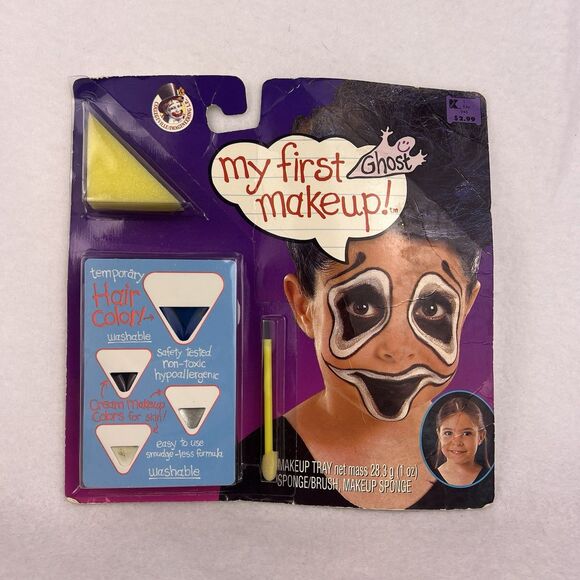 my first
Ghost
makeup!
TM
K
$2.99
temporary
Hair
Color!
washable
safety tested
non-toxic
hypoallergenic
Cream Makeup
Colors for skin!
easy to use
smudge-less formula
washable
MAKEUP TRAY net mass 28.3 g (1 oz)
SPONGE/BRUSH, MAKEUP SPONGE